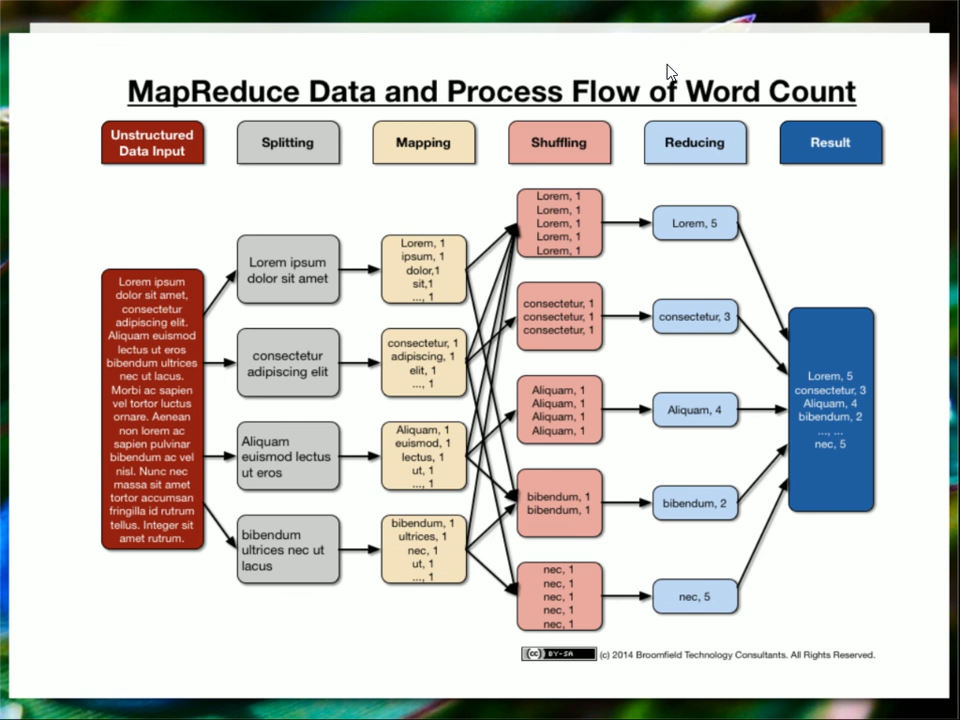 MapReduce Data and Process Flow of Word Count
Unstructured
Data Input
Splitting
Mapping
Shuffling
Reducing
Result
Lorem ipsum
dolor sit amet,
consectetur
adipiscing elit.
Aliquam euismod
lectus ut eros
bibendum ultrices
nec ut lacus.
Morbi ac sapien
vel tortor luctus
ornare. Aenean
non lorem ac
sapien pulvinar
bibendum ac vel
nisl. Nunc nec
massa sit amet
tortor accumsan
fringilla id rutrum
tellus. Integer sit
amet rutrum.
Lorem ipsum
dolor sit amet
consectetur
adipiscing elit
Aliquam
euismod lectus
ut eros
bibendum
ultrices nec ut
lacus
Lorem, 1
ipsum, 1
dolor,1
sit,1
..., 1
consectetur, 1
adipiscing, 1
elit, 1
..., 1
Aliquam, 1
euismod, 1
lectus, 1
ut, 1
..., 1
bibendum, 1
ultrices, 1
nec, 1
ut, 1
..., 1
Lorem, 1
Lorem, 1
Lorem, 1
Lorem, 1
Lorem, 1
consectetur, 1
consectetur, 1
consectetur, 1
Aliquam, 1
Aliquam, 1
Aliquam, 1
Aliquam, 1
bibendum, 1
bibendum, 1
nec, 1
nec, 1
nec, 1
nec, 1
nec, 1
Lorem, 5
consectetur, 3
Aliquam, 4
bibendum, 2
nec, 5
Lorem, 5
consectetur, 3
Aliquam, 4
bibendum, 2
..., ...
nec, 5
(cc) BY-SA (c) 2014 Broomfield Technology Consultants. All Rights Reserved.